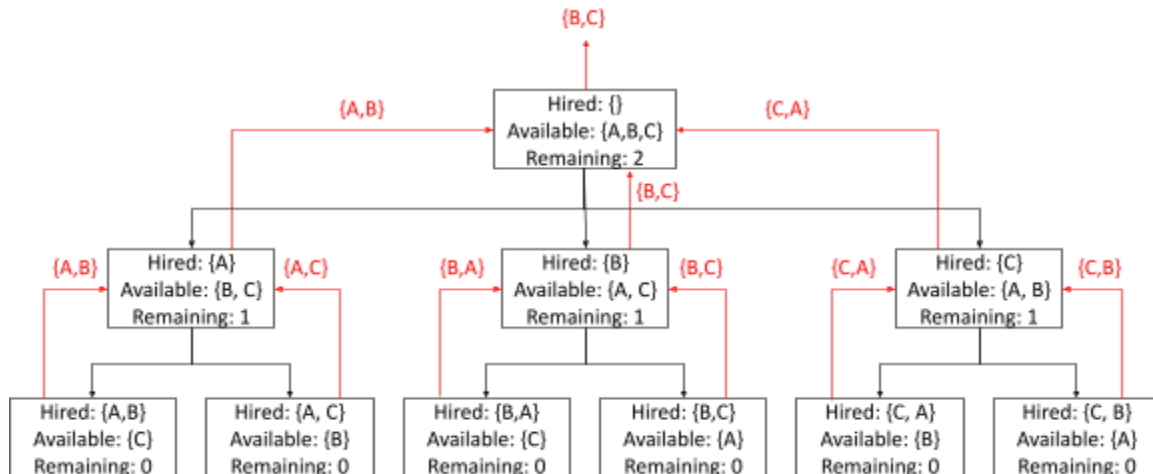 {B,C}
Hired: {}
Available: {A,B,C}
Remaining: 2
{A,B}
{C,A}
{B,C}
Hired: {A}
Available: {B, C}
Remaining: 1
{A,B}
{A,C}
Hired: {B}
Available: {A, C}
Remaining: 1
{B,A}
{B,C}
Hired: {C}
Available: {A, B}
Remaining: 1
{C,A}
{C,B}
Hired: {A,B}
Available: {C}
Remaining: 0
Hired: {A, C}
Available: {B}
Remaining: 0
Hired: {B,A}
Available: {C}
Remaining: 0
Hired: {B,C}
Available: {A}
Remaining: 0
Hired: {C, A}
Available: {B}
Remaining: 0
Hired: {C, B}
Available: {A}
Remaining: 0